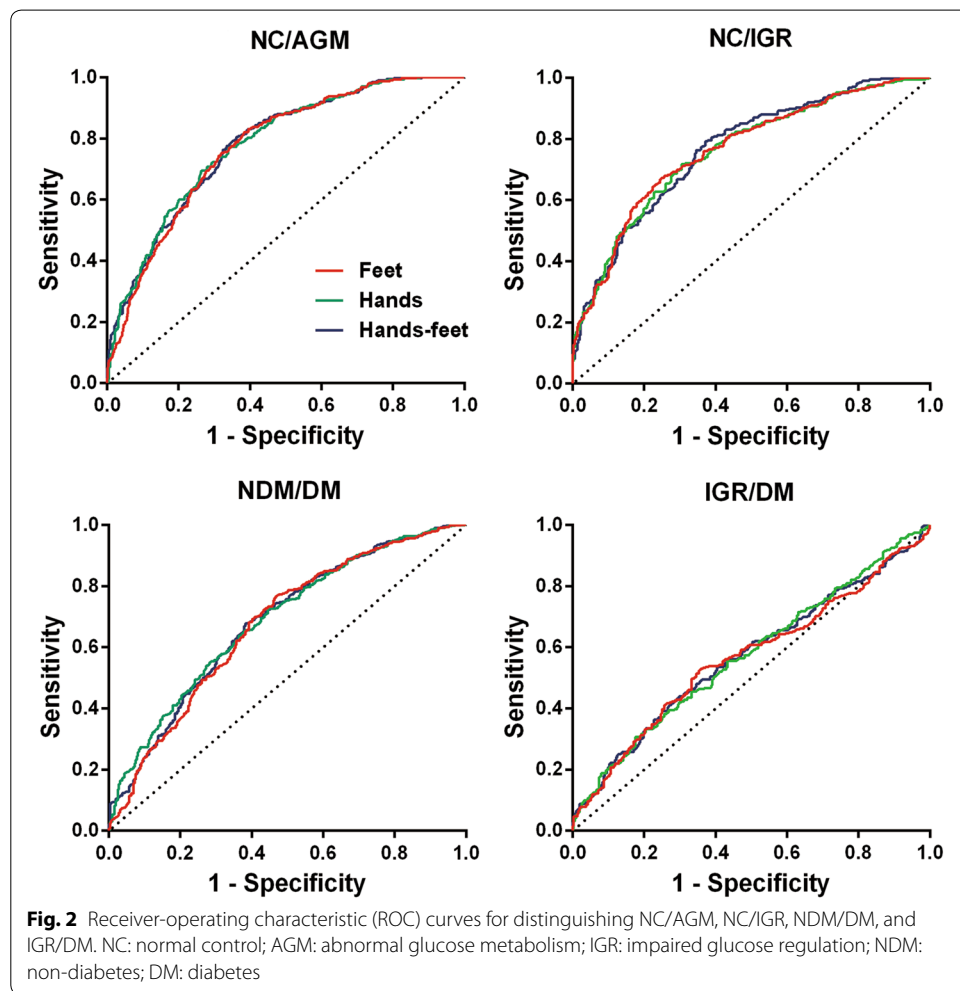 NC/AGM
1.0
0.8
0.6
0.4
0.2
0.0
Sensitivity
Feet
Hands
Hands-feet
0.0 0.2 0.4 0.6 0.8 1.0
1 - Specificity
NC/IGR
1.0
0.8
0.6
0.4
0.2
0.0
Sensitivity
0.0 0.2 0.4 0.6 0.8 1.0
1 - Specificity
NDM/DM
1.0
0.8
0.6
0.4
0.2
0.0
Sensitivity
0.0 0.2 0.4 0.6 0.8 1.0
1 - Specificity
IGR/DM
1.0
0.8
0.6
0.4
0.2
0.0
Sensitivity
0.0 0.2 0.4 0.6 0.8 1.0
1 - Specificity
Fig. 2 Receiver-operating characteristic (ROC) curves for distinguishing NC/AGM, NC/IGR, NDM/DM, and
IGR/DM. NC: normal control; AGM: abnormal glucose metabolism; IGR: impaired glucose regulation; NDM:
non-diabetes; DM: diabetes